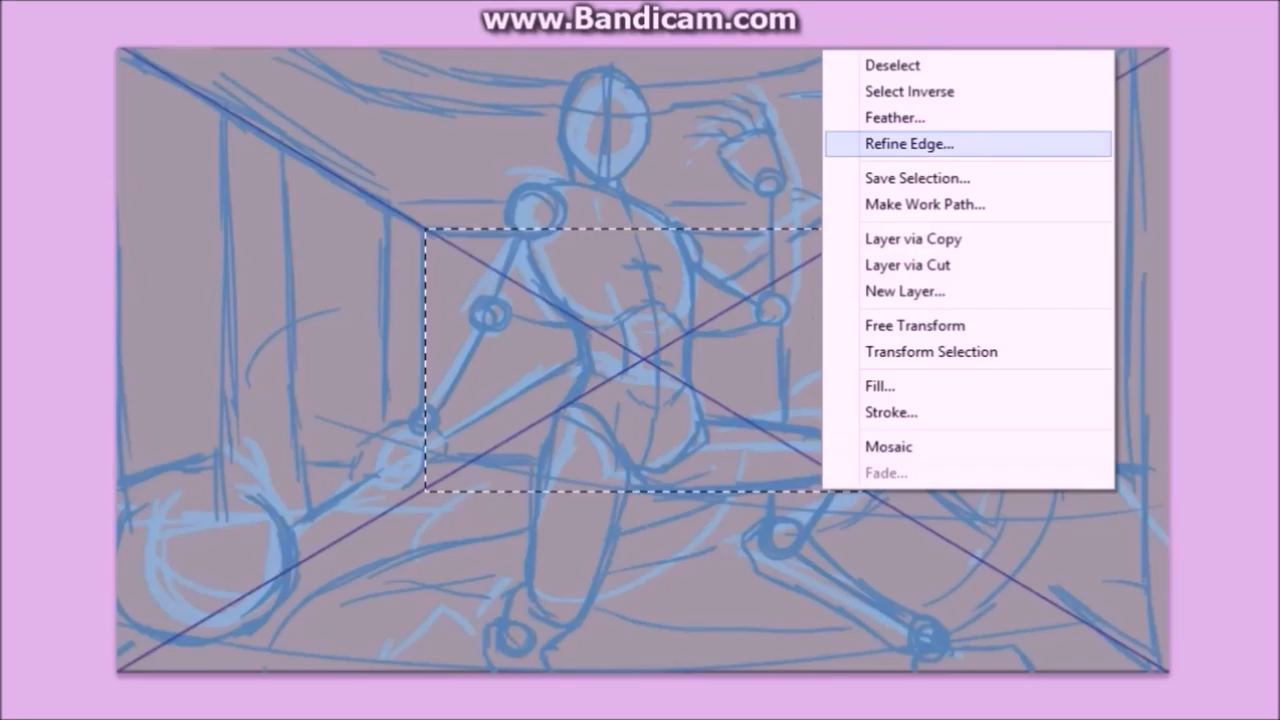 www.Bandicam.com
Deselect
Select Inverse
Feather...
Refine Edge...
Save Selection...
Make Work Path...
Layer via Copy
Layer via Cut
New Layer...
Free Transform
Transform Selection
Fill...
Stroke...
Mosaic
Fade...